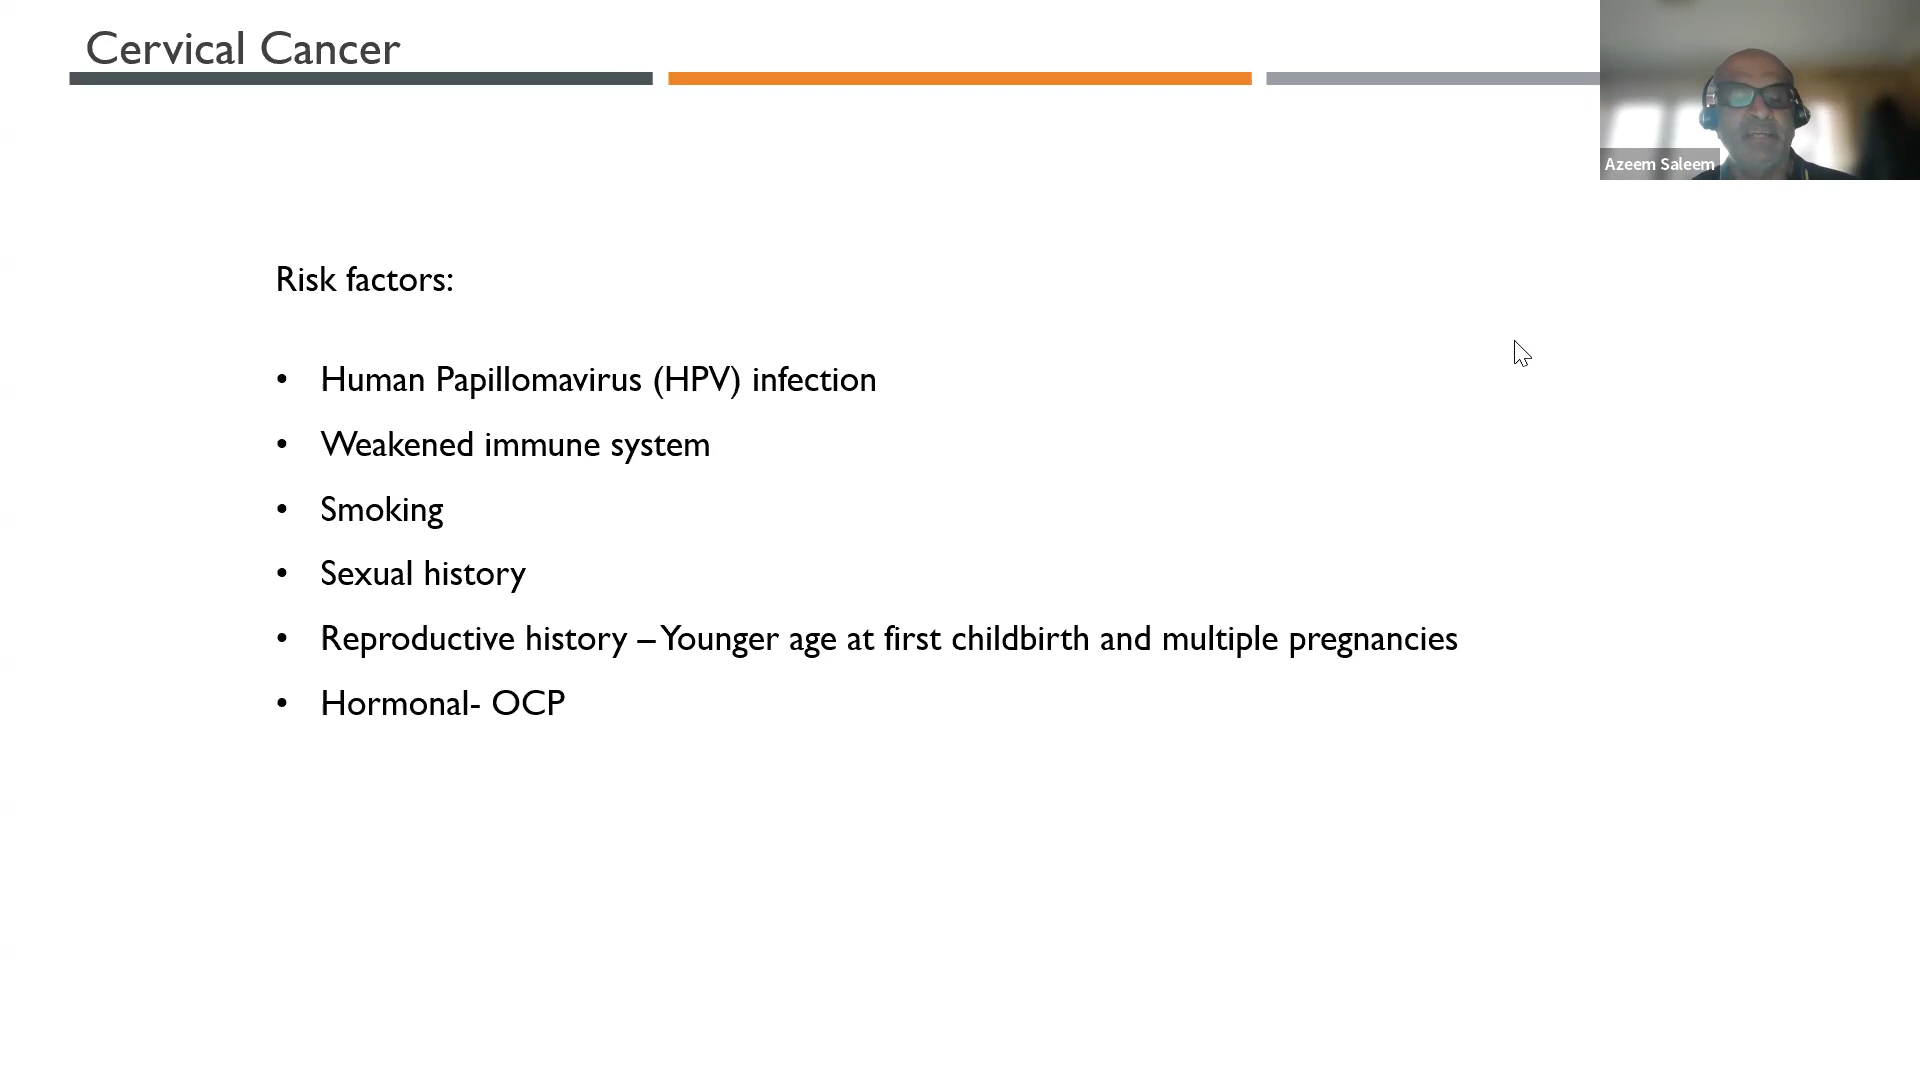 Cervical Cancer
Azeem Saleem
Risk factors:
• Human Papillomavirus (HPV) infection
• Weakened immune system
• Smoking
• Sexual history
• Reproductive history – Younger age at first childbirth and multiple pregnancies
• Hormonal- OCP